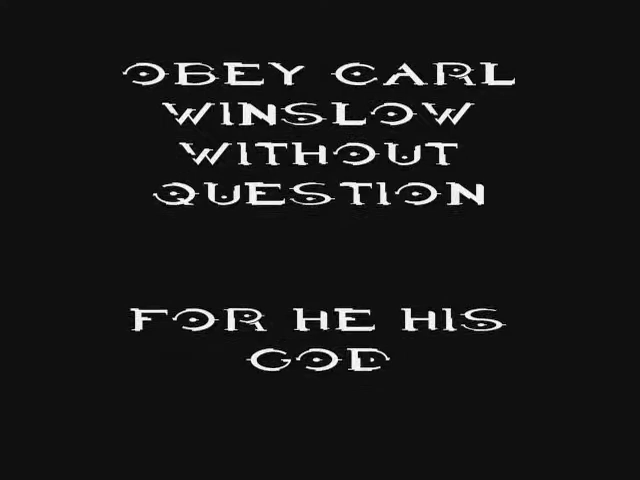 OBEY CARL
WINSLOW
WITHOUT
QUESTION
FOR HE HIS
GOD